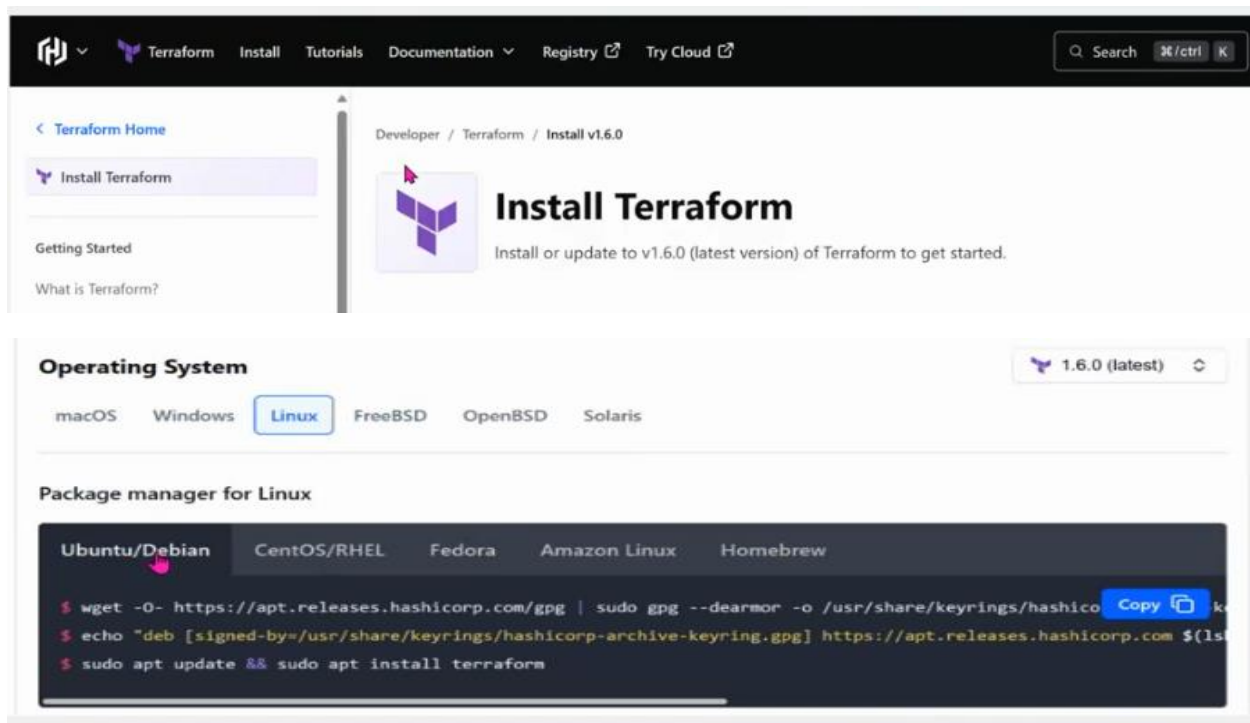 Terraform Install Tutorials Documentation Registry Try Cloud Search ⌘/ctrl K
< Terraform Home
Developer / Terraform / Install v1.6.0
Install Terraform
Install Terraform
Getting Started
Install or update to v1.6.0 (latest version) of Terraform to get started.
What is Terraform?
Operating System 1.6.0 (latest)
macOS Windows Linux FreeBSD OpenBSD Solaris
Package manager for Linux
Ubuntu/Debian CentOS/RHEL Fedora Amazon Linux Homebrew
$ wget -O- https://apt.releases.hashicorp.com/gpg | sudo gpg --dearmor -o /usr/share/keyrings/hashico Copy
$ echo "deb [signed-by=/usr/share/keyrings/hashicorp-archive-keyring.gpg] https://apt.releases.hashicorp.com
$ sudo apt update && sudo apt install terraform